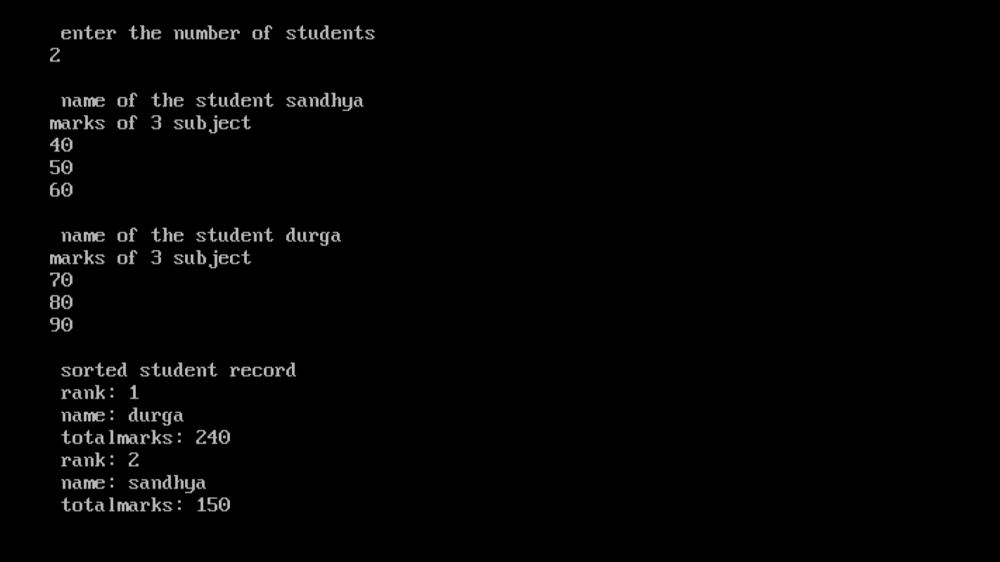 enter the number of students
2
name of the student sandhya
marks of 3 subject
40
50
60
name of the student durga
marks of 3 subject
70
80
90
sorted student record
rank: 1
name: durga
totalmarks: 240
rank: 2
name: sandhya
totalmarks: 150